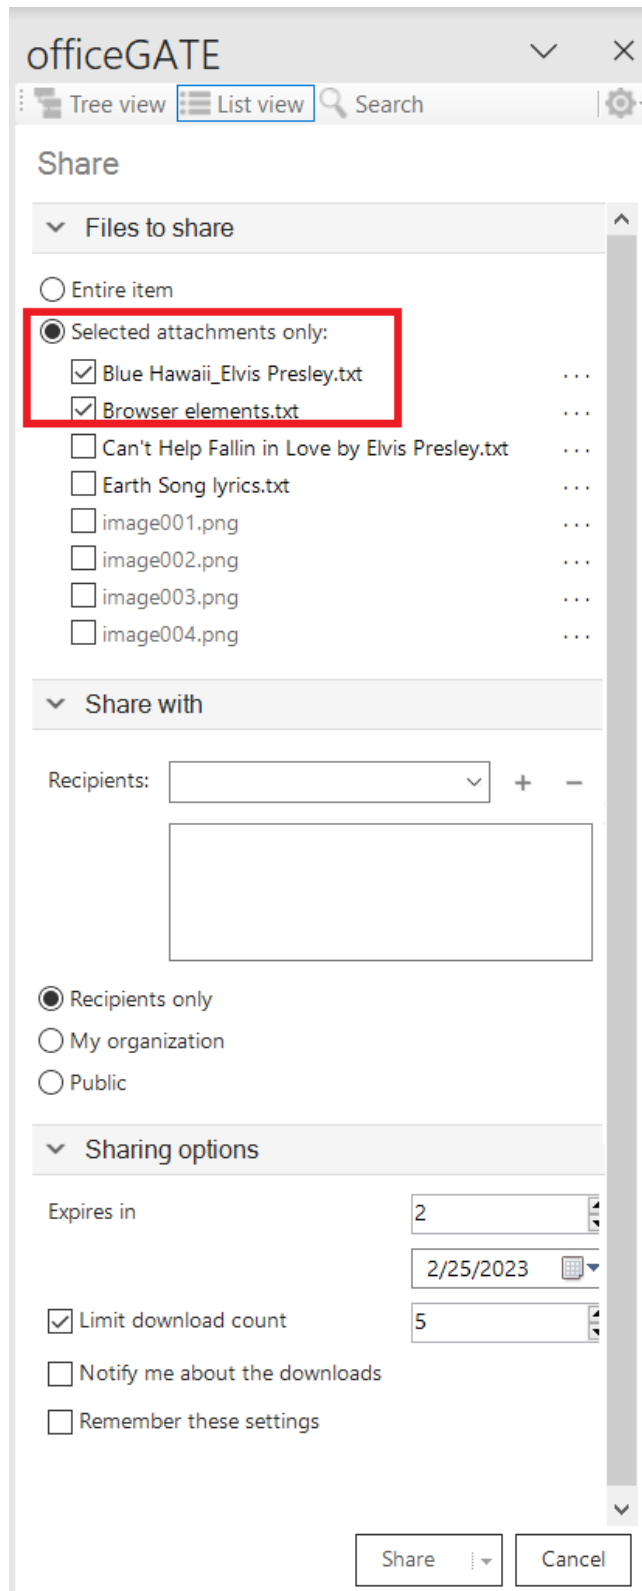 officeGATE
Tree view List view Search
Share
Files to share
Entire item
Selected attachments only:
Blue Hawaii_Elvis Presley.txt ...
Browser elements.txt ...
Can't Help Fallin in Love by Elvis Presley.txt ...
Earth Song lyrics.txt ...
image001.png ...
image002.png ...
image003.png ...
image004.png ...
Share with
Recipients: + −
Recipients only
My organization
Public
Sharing options
Expires in 2
2/25/2023
Limit download count 5
Notify me about the downloads
Remember these settings
Share Cancel